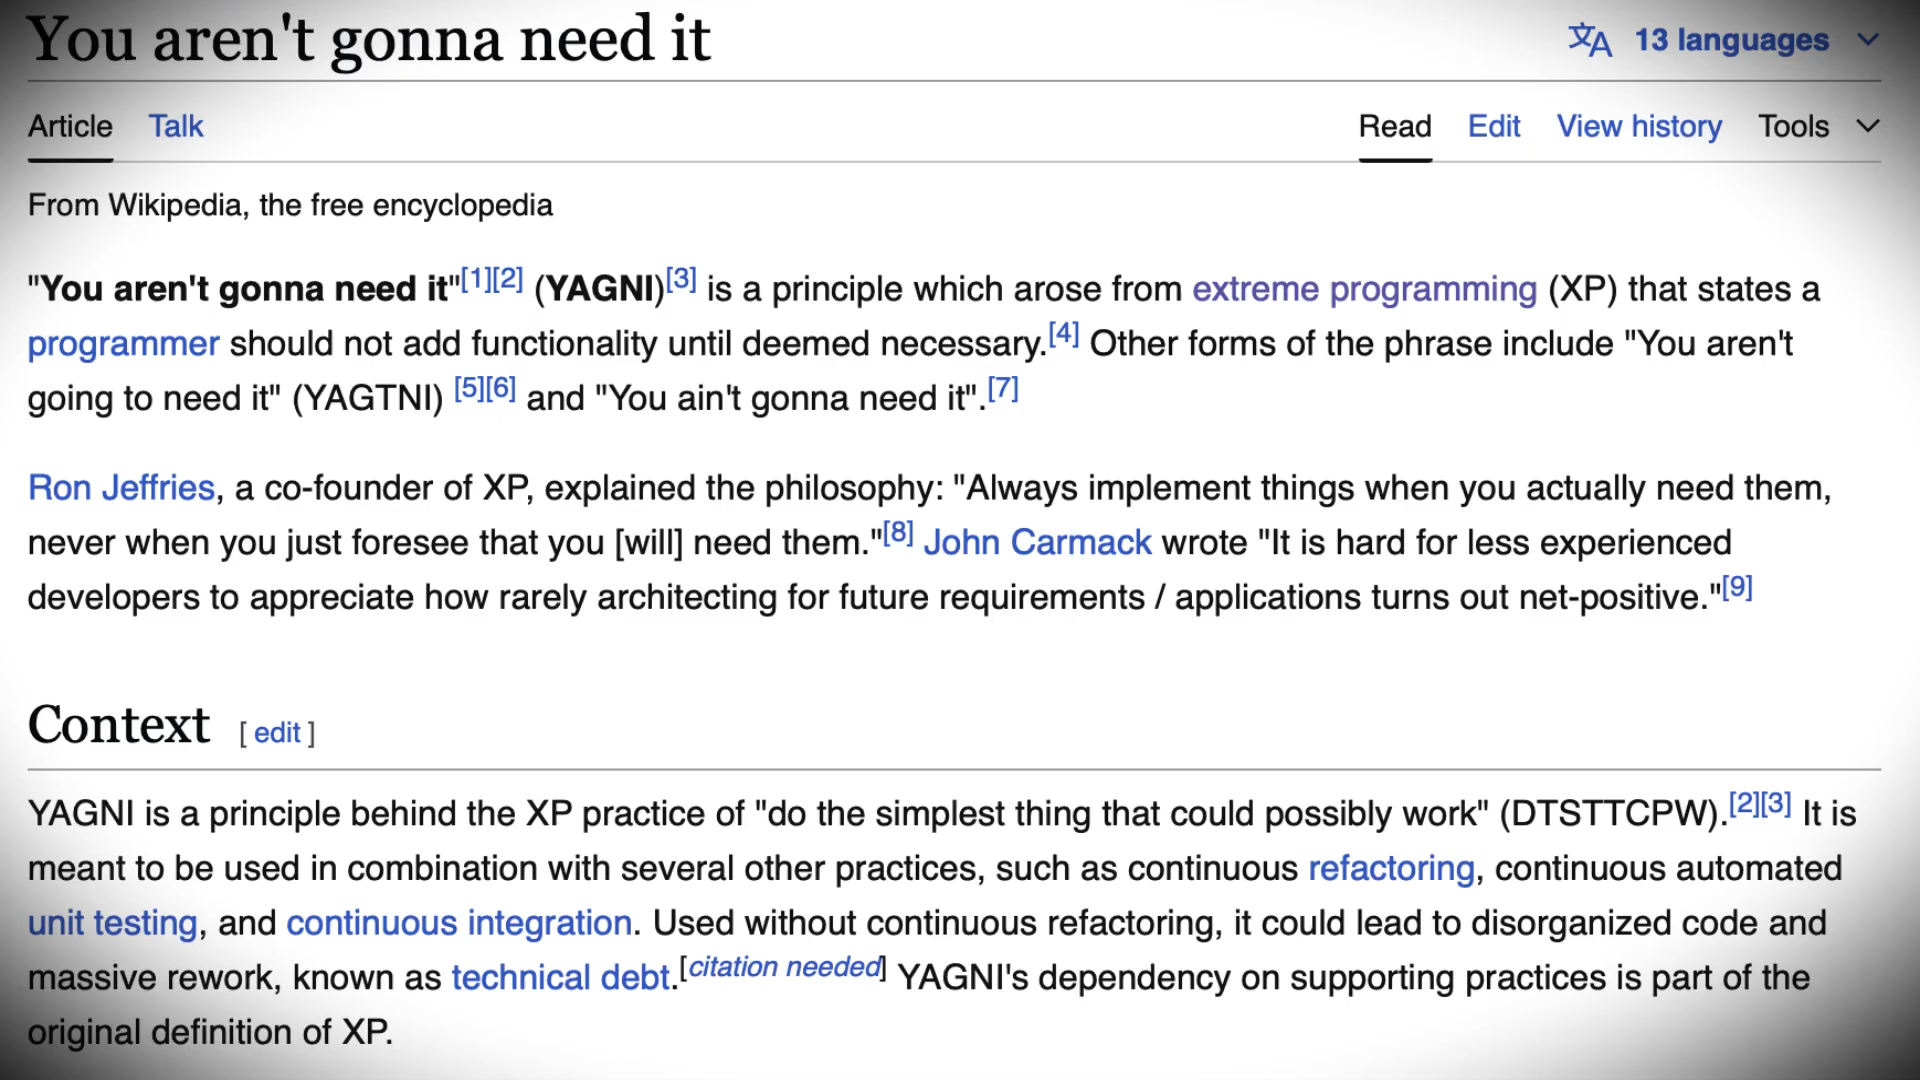 You aren't gonna need it
13 languages
Article Talk Read Edit View history Tools
From Wikipedia, the free encyclopedia
"You aren't gonna need it"[1][2] (YAGNI)[3] is a principle which arose from extreme programming (XP) that states a
programmer should not add functionality until deemed necessary.[4] Other forms of the phrase include "You aren't
going to need it" (YAGTNI) [5][6] and "You ain't gonna need it".[7]
Ron Jeffries, a co-founder of XP, explained the philosophy: "Always implement things when you actually need them,
never when you just foresee that you [will] need them."[8] John Carmack wrote "It is hard for less experienced
developers to appreciate how rarely architecting for future requirements / applications turns out net-positive."[9]
Context [ edit ]
YAGNI is a principle behind the XP practice of "do the simplest thing that could possibly work" (DTSTTCPW).[2][3] It is
meant to be used in combination with several other practices, such as continuous refactoring, continuous automated
unit testing, and continuous integration. Used without continuous refactoring, it could lead to disorganized code and
massive rework, known as technical debt.[citation needed] YAGNI's dependency on supporting practices is part of the
original definition of XP.